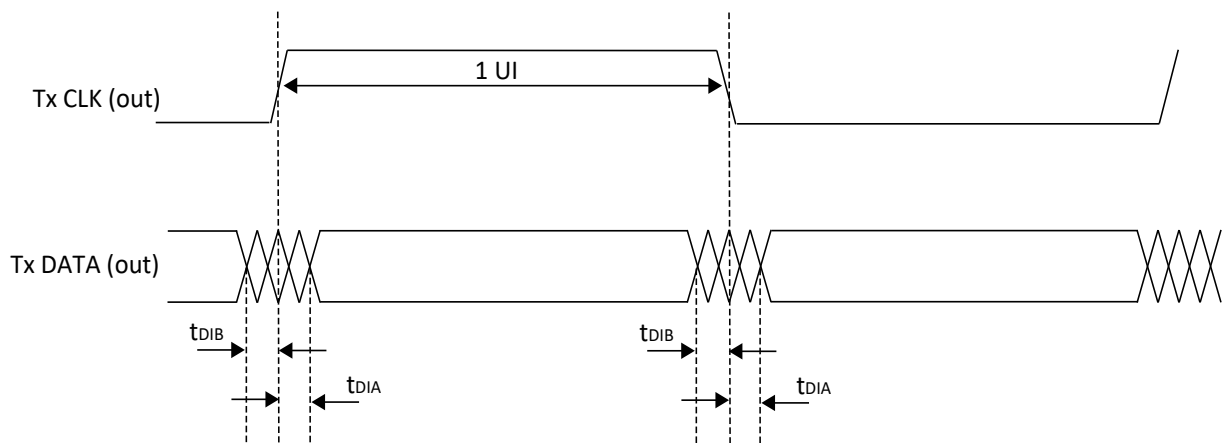 1 UI
Tx CLK (out)
Tx DATA (out)
tDIB
tDIB
tDIA
tDIA